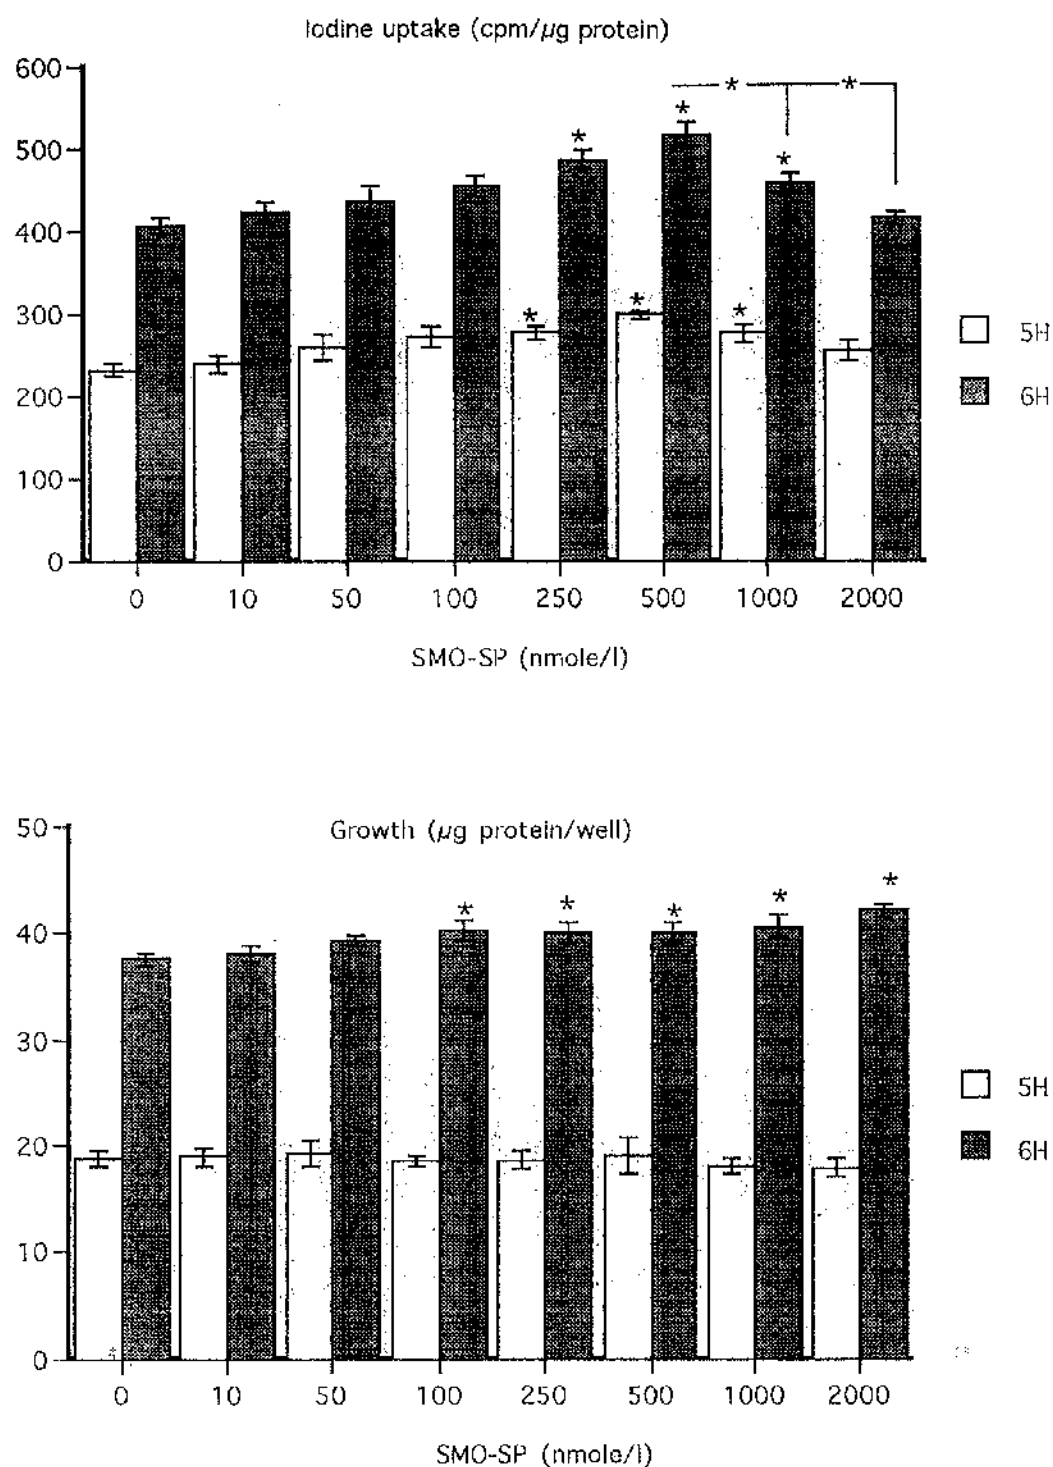 Iodine uptake (cpm/μg protein)
600
500
400
300
200
100
0
* * * * * * * *
5H
6H
0 10 50 100 250 500 1000 2000
SMO-SP (nmole/l)
Growth (μg protein/well)
50
40
30
20
10
0
* * * * *
5H
6H
0 10 50 100 250 500 1000 2000
SMO-SP (nmole/l)